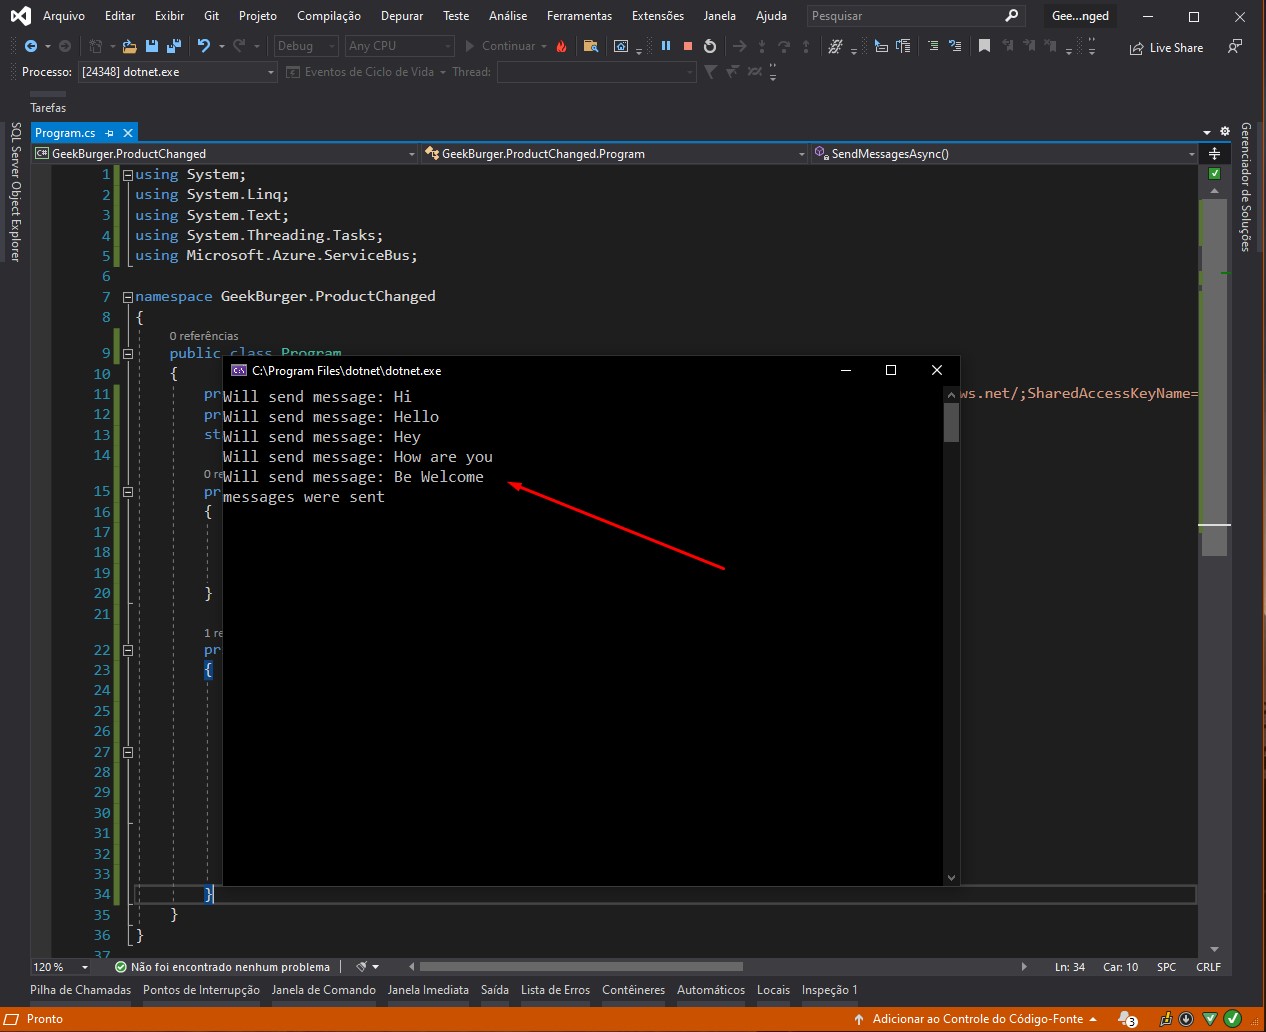 Arquivo Editar Exibir Git Projeto Compilação Depurar Teste Análise Ferramentas Extensões Janela Ajuda Pesquisar Gee...nged
Debug Any CPU Continuar Live Share
Processo: [24348] dotnet.exe Eventos de Ciclo de Vida Thread:
Tarefas
SQL Server Object Explorer
Program.cs
Gerenciador de Soluções
GeekBurger.ProductChanged GeekBurger.ProductChanged.Program SendMessagesAsync()
1 using System;
2 using System.Linq;
3 using System.Text;
4 using System.Threading.Tasks;
5 using Microsoft.Azure.ServiceBus;
6
7 namespace GeekBurger.ProductChanged
8 {
0 referências
9 public class Program
10 {
C:\Program Files\dotnet\dotnet.exe
11 pr ws.net/;SharedAccessKeyName=
12 pr
13 st
14
0 re
15 pr
16 {
17
18
19
20 }
21
1 re
22 pr
23 {
24
25
26
27
28
29
30
31
32
33
34 }
35 }
36 }
37
Will send message: Hi
Will send message: Hello
Will send message: Hey
Will send message: How are you
Will send message: Be Welcome
messages were sent
120 % Não foi encontrado nenhum problema Ln: 34 Car: 10 SPC CRLF
Pilha de Chamadas Pontos de Interrupção Janela de Comando Janela Imediata Saída Lista de Erros Contêineres Automáticos Locais Inspeção 1
Pronto Adicionar ao Controle do Código-Fonte 3